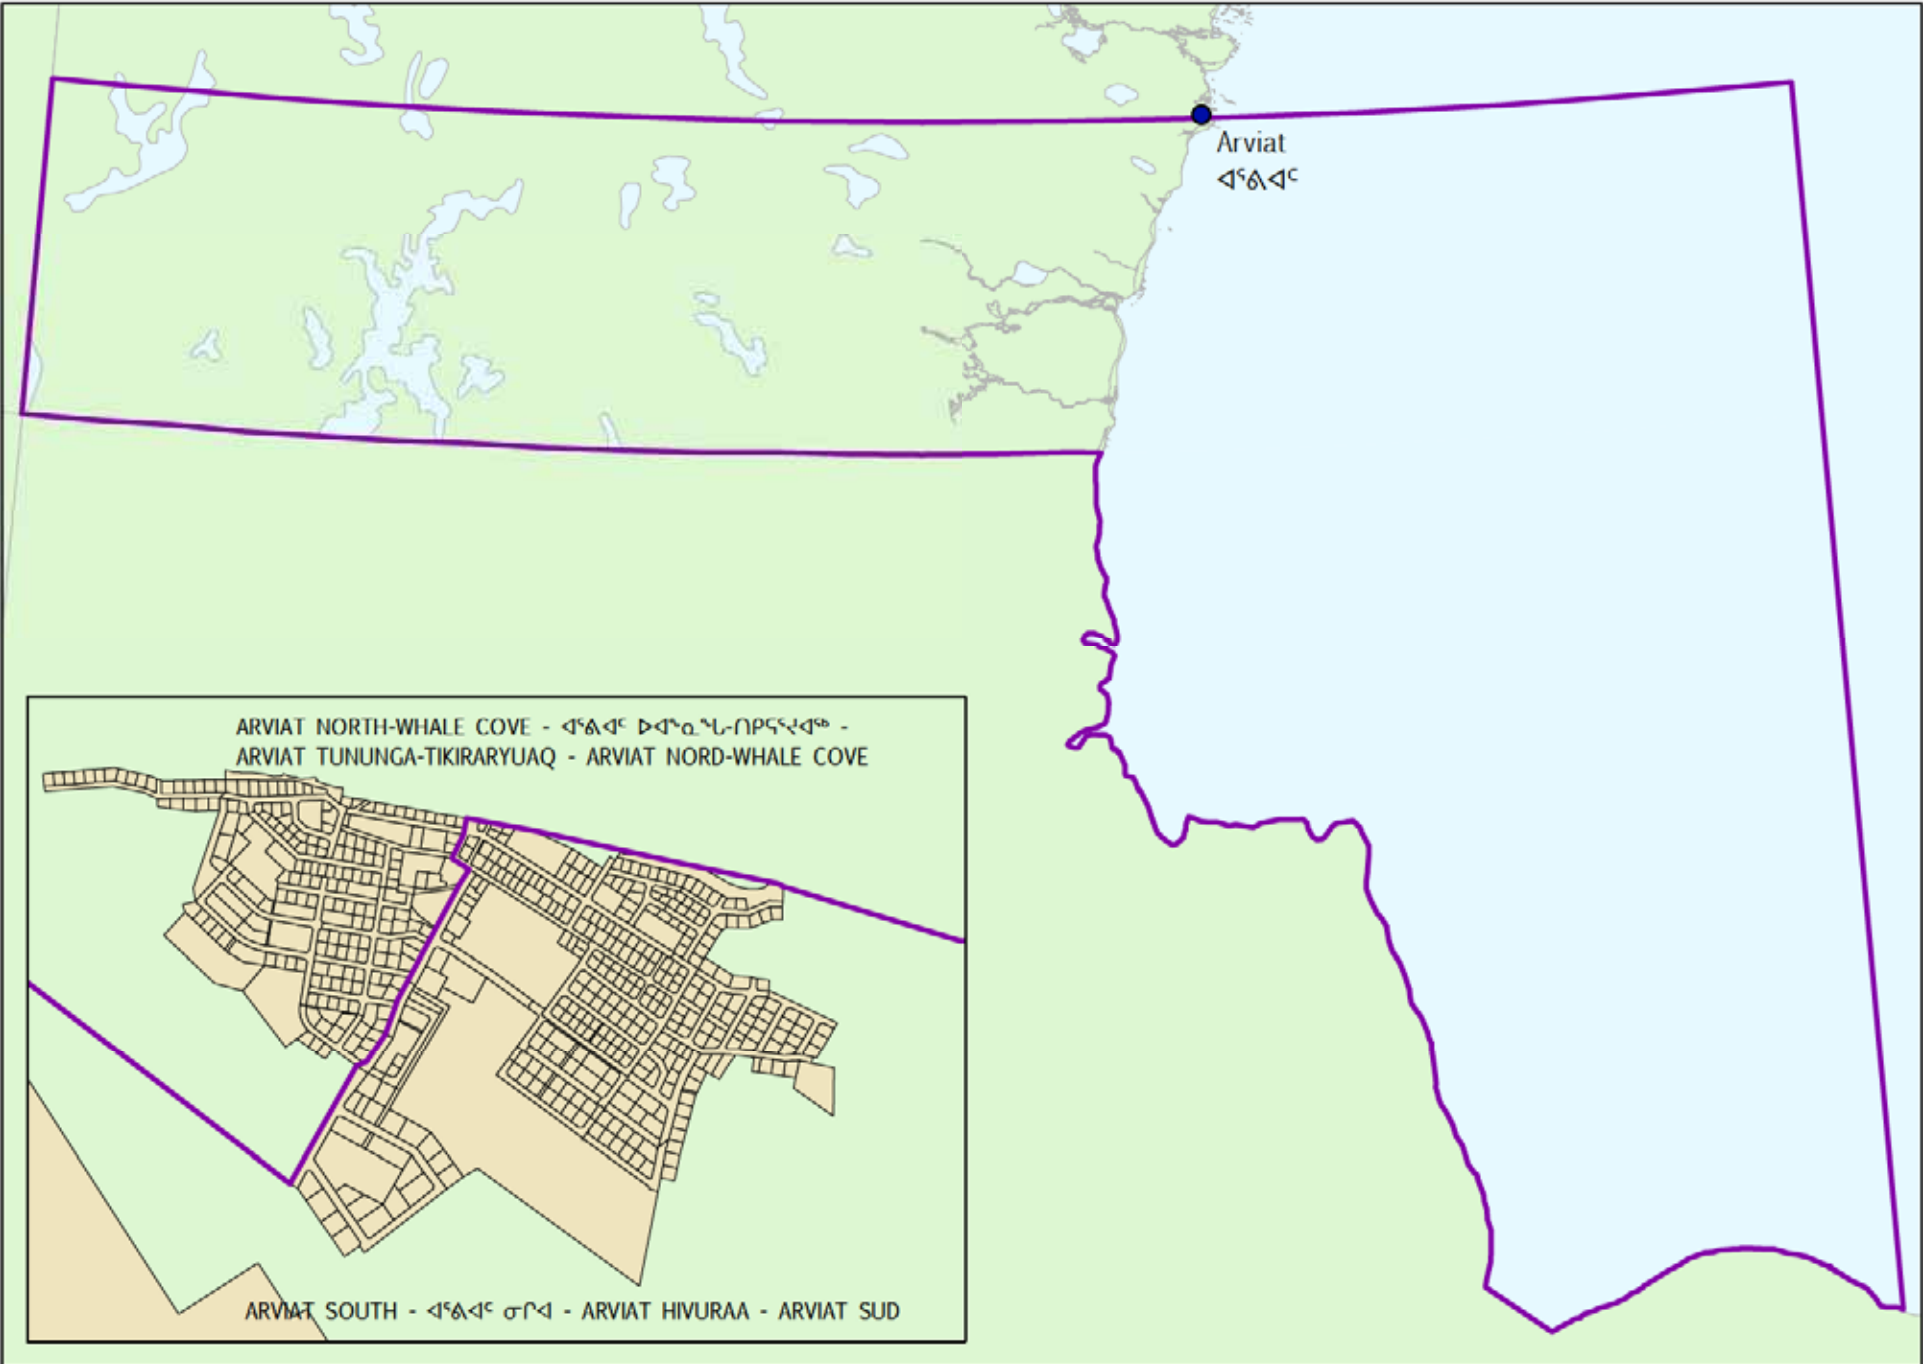 Arviat
ᐊᕐᕕᐊᑦ
ARVIAT NORTH-WHALE COVE - ᐊᕐᕕᐊᑦ ᐅᐊᖕᓇᖓ-ᑎᑭᕋᕐᔪᐊᖅ -
ARVIAT TUNUNGA-TIKIRARYUAQ - ARVIAT NORD-WHALE COVE
ARVIAT SOUTH - ᐊᕐᕕᐊᑦ ᓂᒋᐊ - ARVIAT HIVURAA - ARVIAT SUD